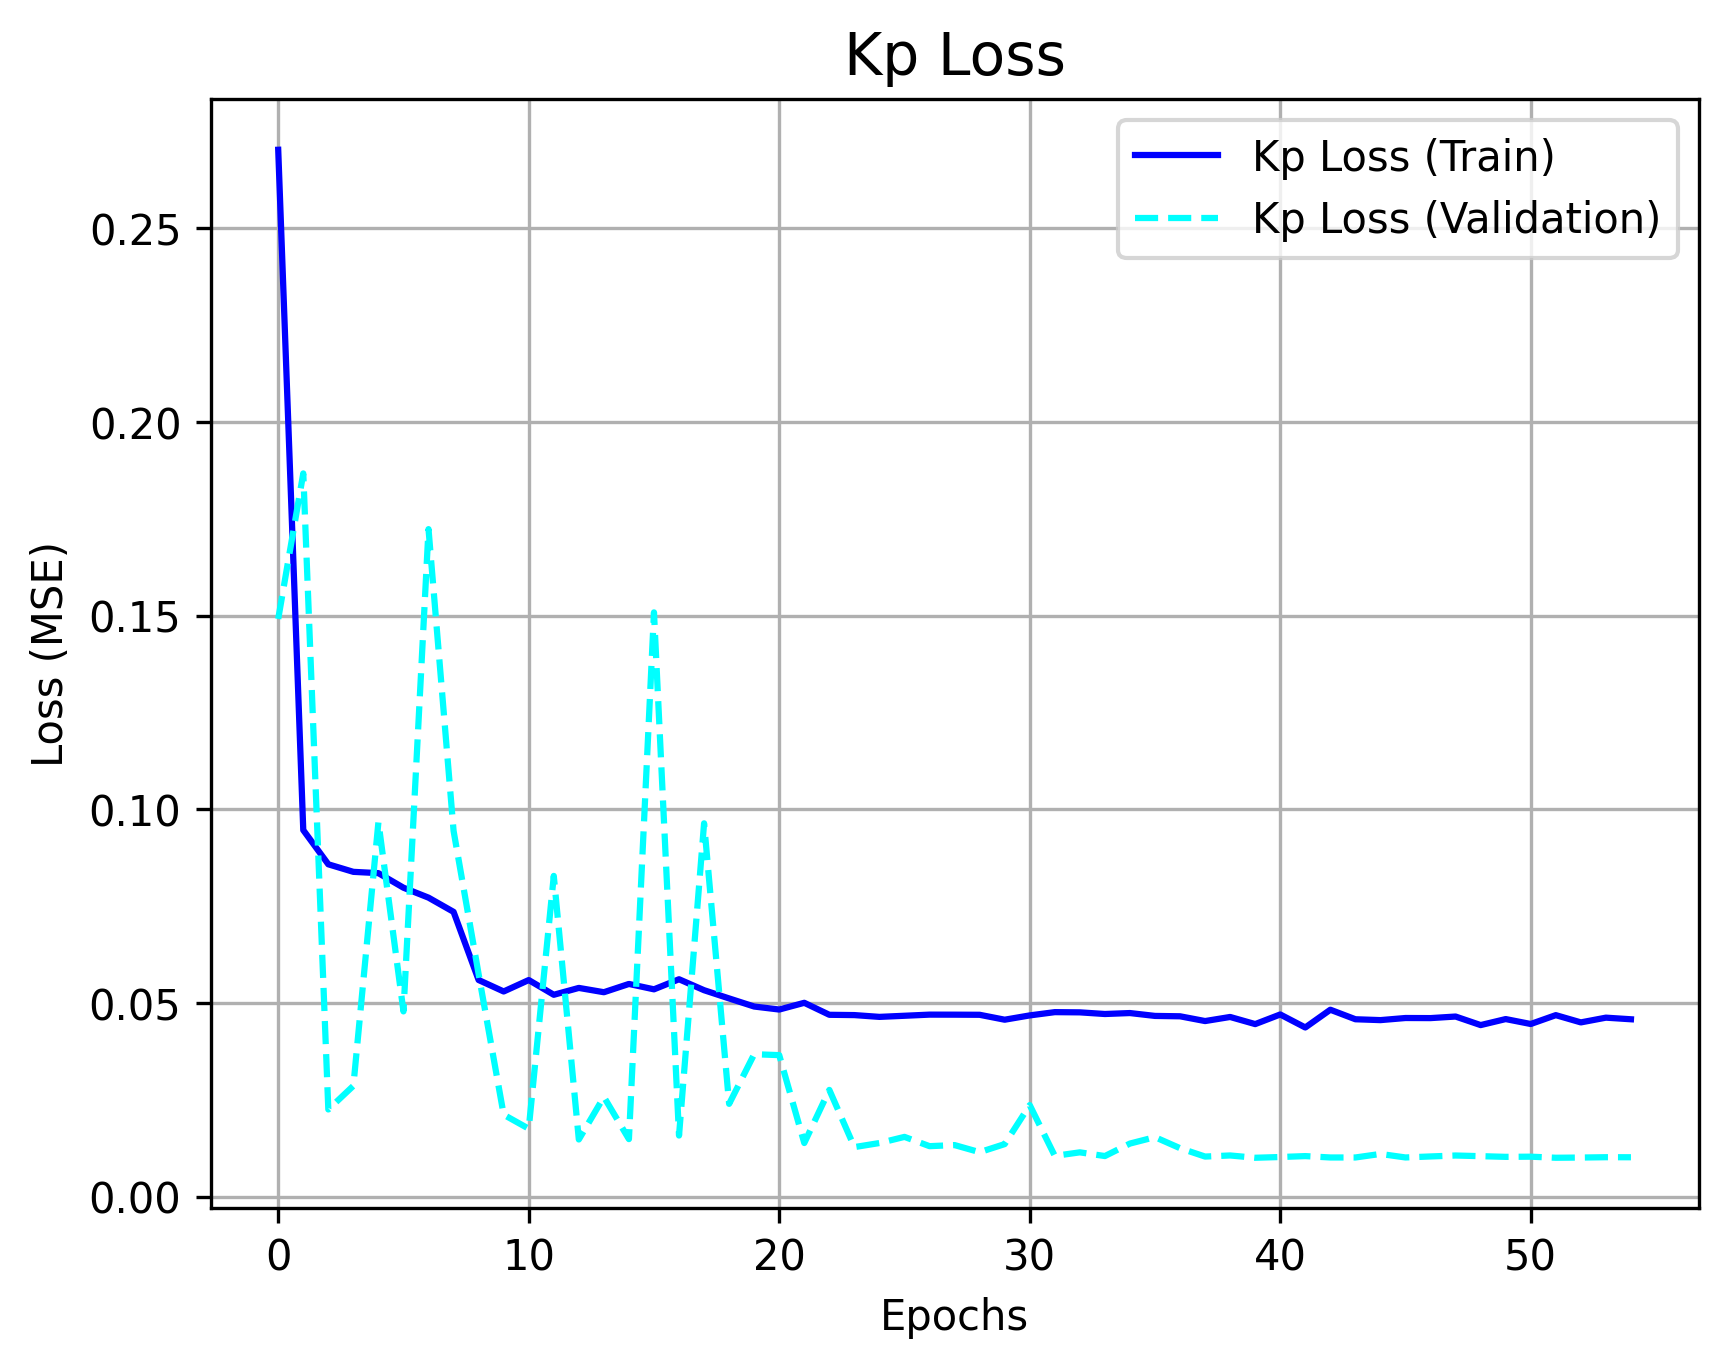 Kp Loss
Kp Loss (Train)
Kp Loss (Validation)
Loss (MSE)
0.25
0.20
0.15
0.10
0.05
0.00
0 10 20 30 40 50
Epochs